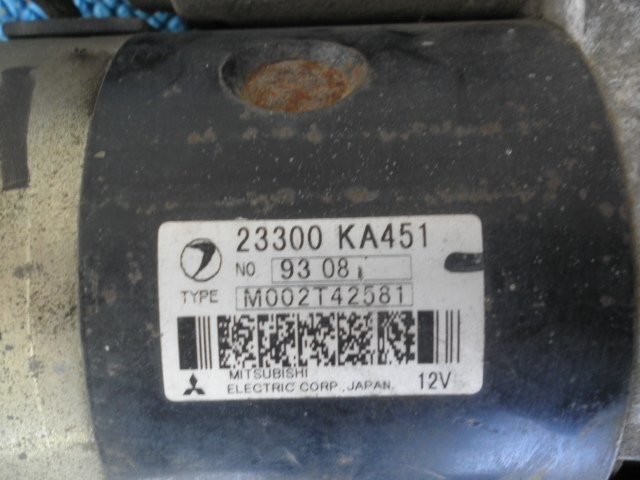 23300 KA451
NO. 93 08
TYPE M002T42581
MITSUBISHI
ELECTRIC CORP. JAPAN. 12V